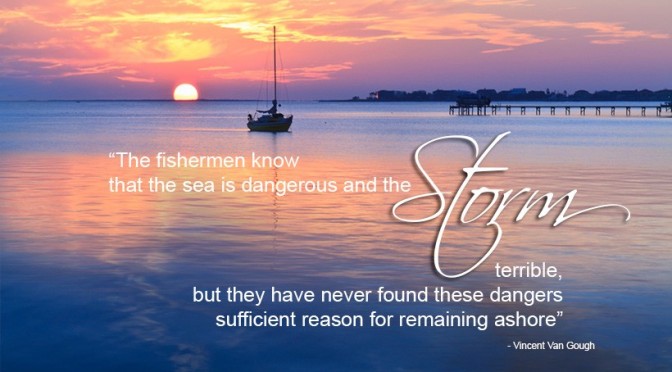 “The fishermen know
that the sea is dangerous and the Storm
terrible,
but they have never found these dangers
sufficient reason for remaining ashore”
- Vincent Van Gough